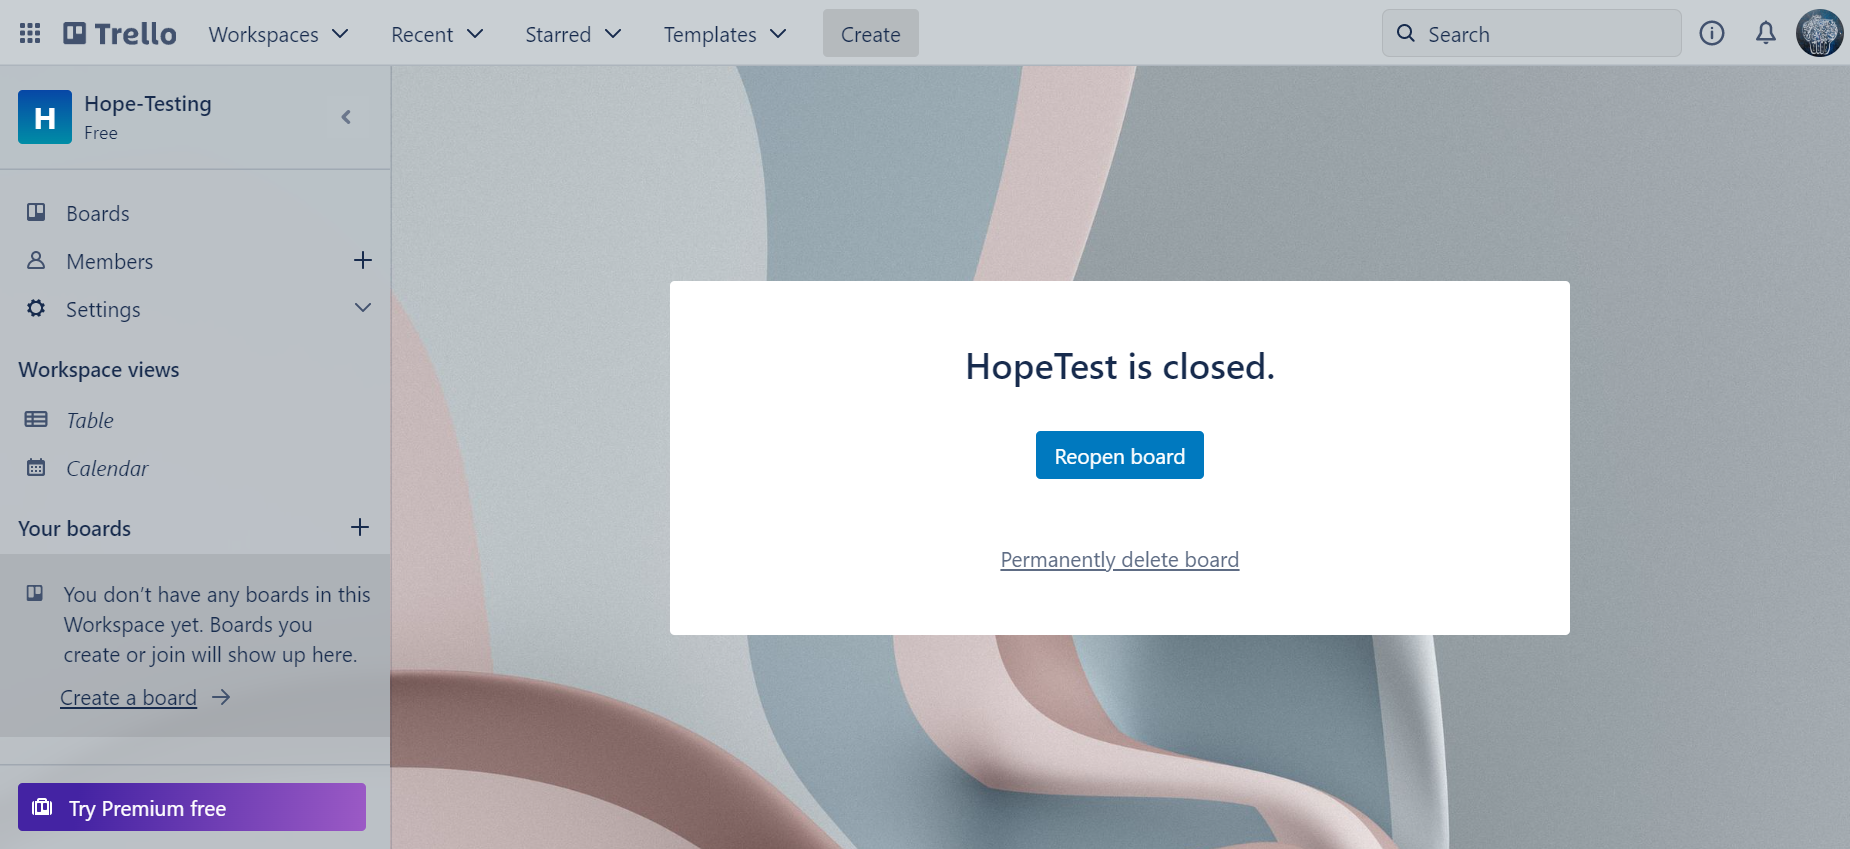 Trello
Workspaces
Recent
Starred
Templates
Create
Search
H
Hope-Testing
Free
Boards
Members
Settings
Workspace views
Table
Calendar
Your boards
You don’t have any boards in this
Workspace yet. Boards you
create or join will show up here.
Create a board
Try Premium free
HopeTest is closed.
Reopen board
Permanently delete board